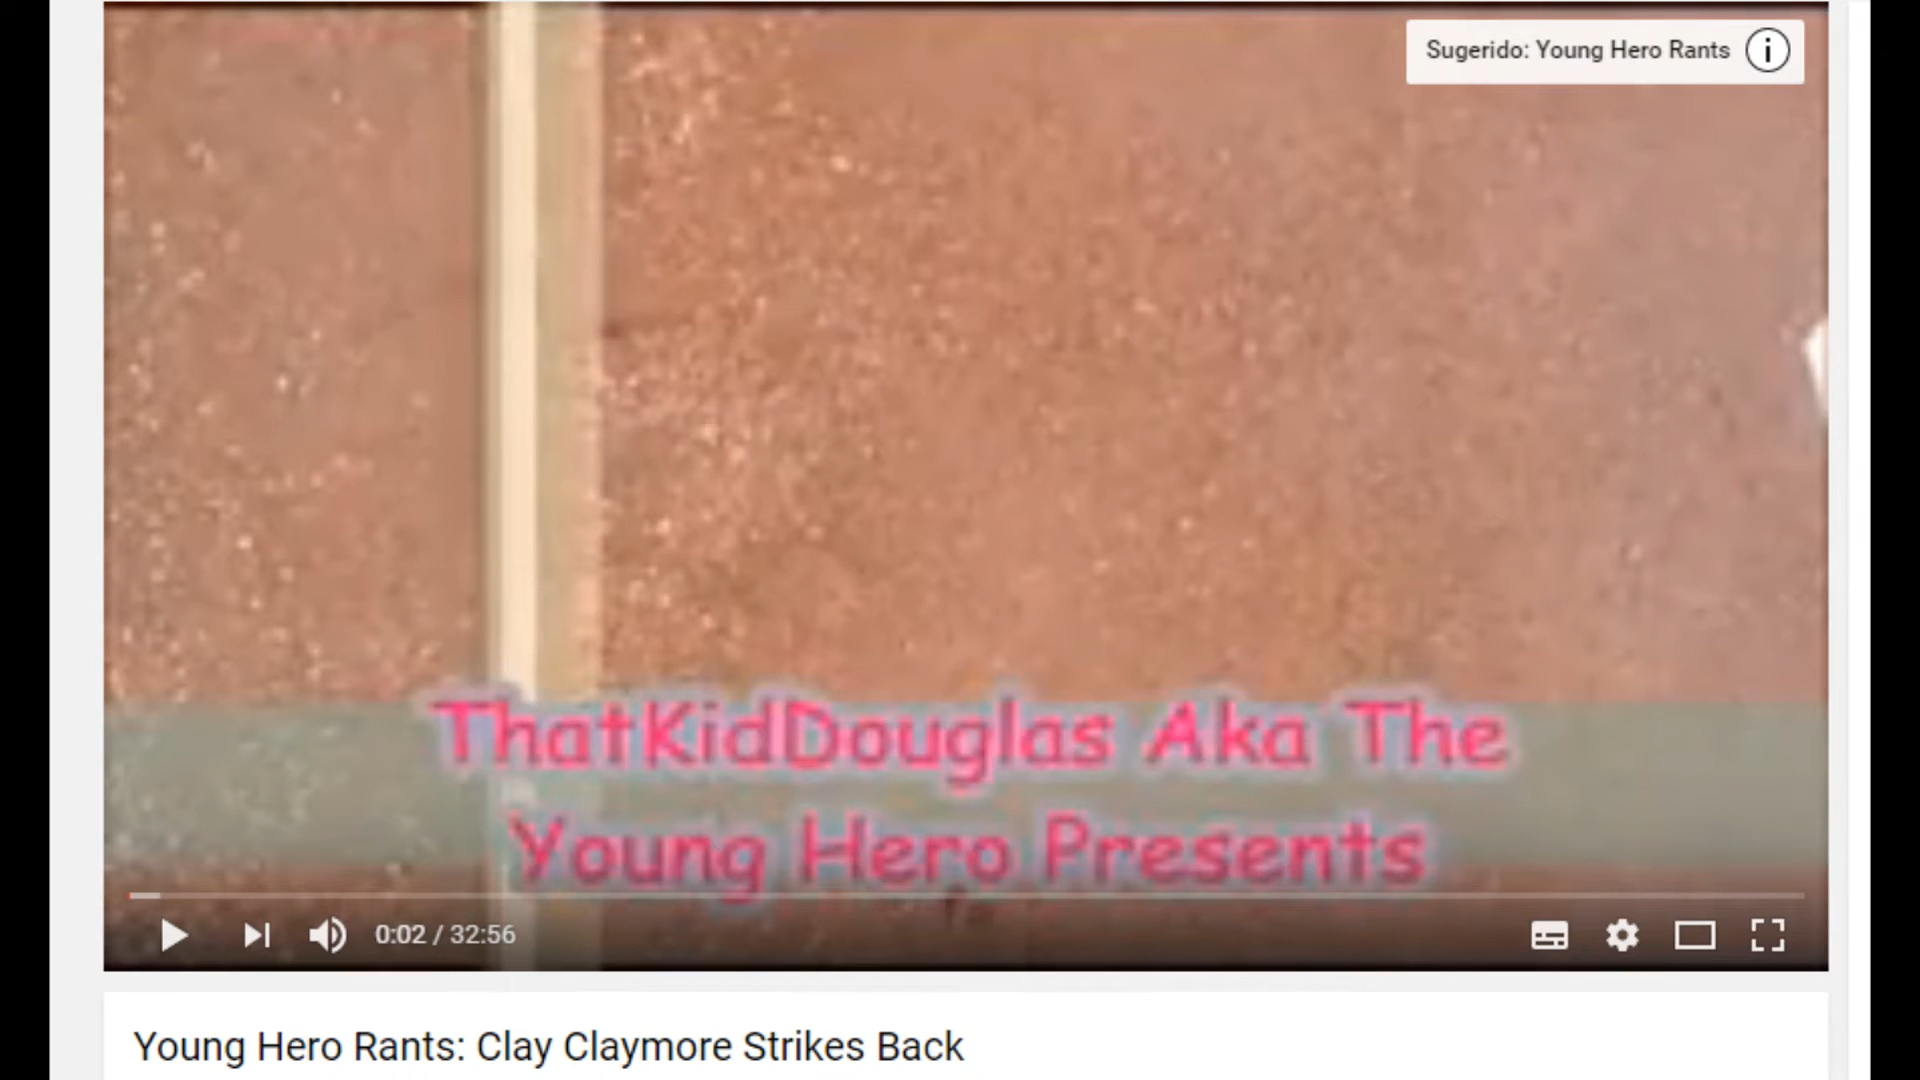 Sugerido: Young Hero Rants
ThatKidDouglas Aka The
Young Hero Presents
0:02 / 32:56
Young Hero Rants: Clay Claymore Strikes Back